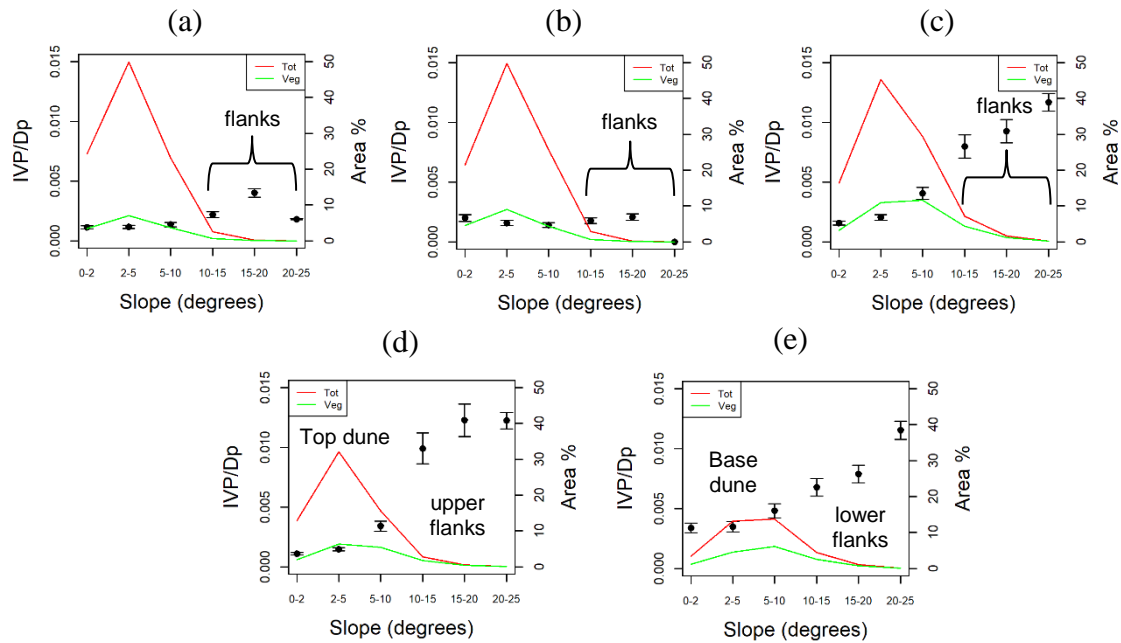 (a)
IVP/Dp
0.000 0.005 0.010 0.015
Tot
Veg
flanks
0 10 20 30 40 50
Area %
0-2 2-5 5-10 10-15 15-20 20-25
Slope (degrees)
(b)
IVP/Dp
0.000 0.005 0.010 0.015
Tot
Veg
flanks
0 10 20 30 40 50
Area %
0-2 2-5 5-10 10-15 15-20 20-25
Slope (degrees)
(c)
IVP/Dp
0.000 0.005 0.010 0.015
Tot
Veg
flanks
0 10 20 30 40 50
Area %
0-2 2-5 5-10 10-15 15-20 20-25
Slope (degrees)
(d)
IVP/Dp
0.000 0.005 0.010 0.015
Tot
Veg
Top dune
upper
flanks
0 10 20 30 40 50
Area %
0-2 2-5 5-10 10-15 15-20 20-25
Slope (degrees)
(e)
IVP/Dp
0.000 0.005 0.010 0.015
Tot
Veg
Base
dune
lower
flanks
0 10 20 30 40 50
Area %
0-2 2-5 5-10 10-15 15-20 20-25
Slope (degrees)